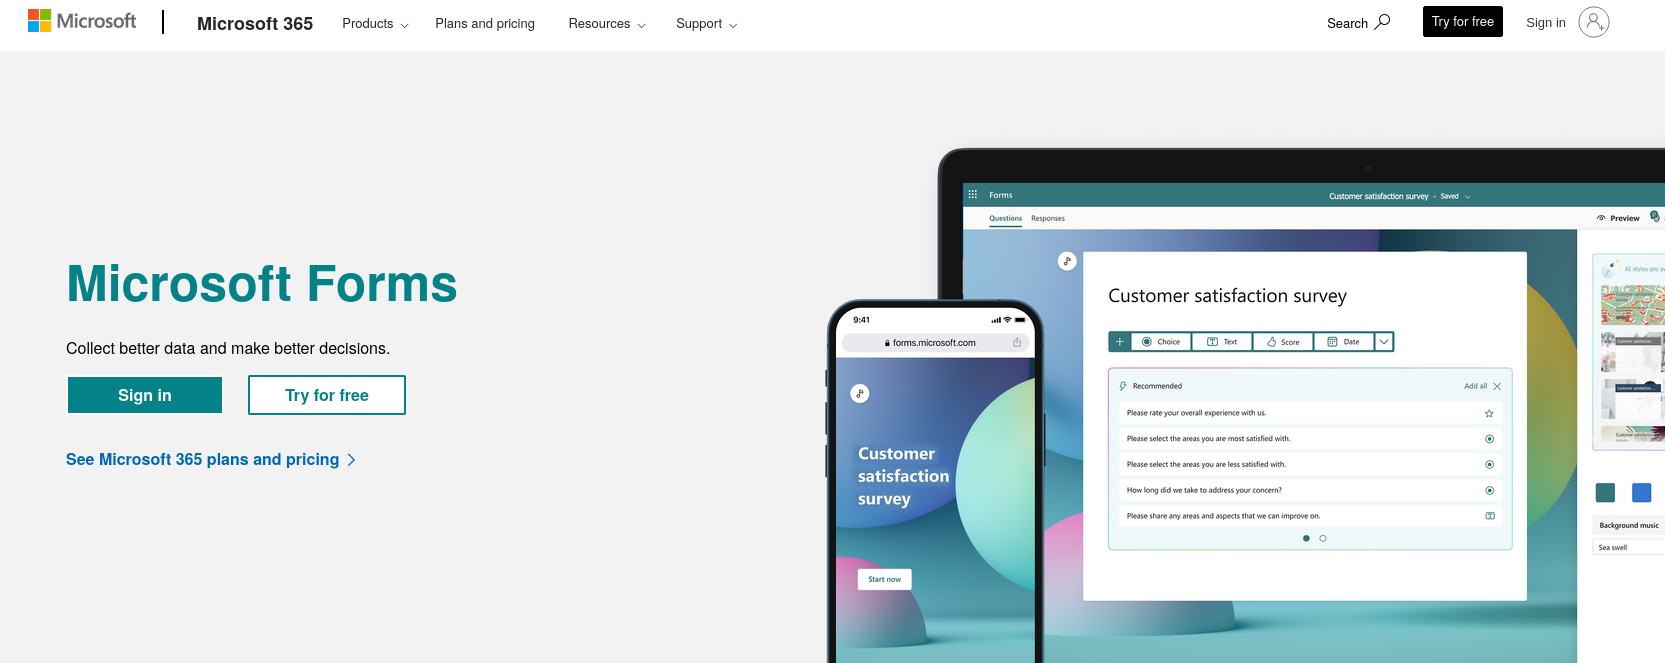 Microsoft
Microsoft 365
Products
Plans and pricing
Resources
Support
Search
Try for free
Sign in
Microsoft Forms
Collect better data and make better decisions.
Sign in
Try for free
See Microsoft 365 plans and pricing
9:41
forms.microsoft.com
Customer
satisfaction
survey
Start now
Forms
Customer satisfaction survey - Saved
Questions Responses
Preview
Customer satisfaction survey
Choice
Text
Score
Date
Recommended
Add all
Please rate your overall experience with us.
Please select the areas you are most satisfied with.
Please select the areas you are less satisfied with.
How long did we take to address your concern?
Please share any areas and aspects that we can improve on.
AI styles are av
Background music
Sea swell